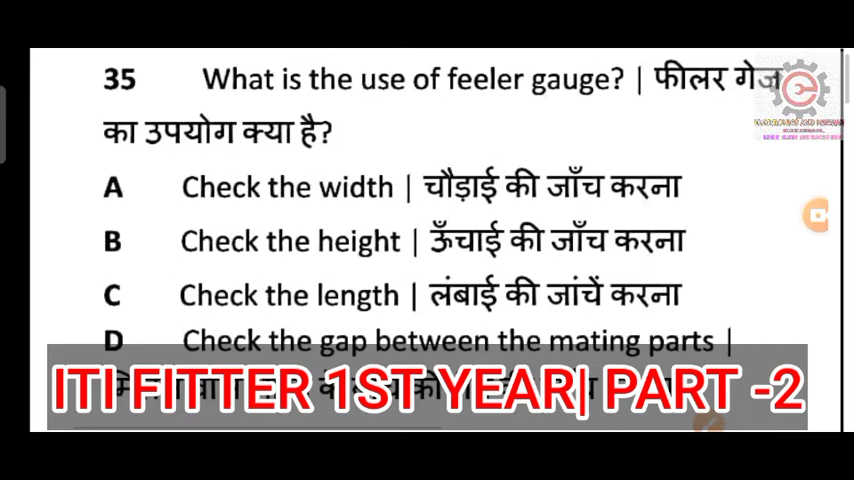 35 What is the use of feeler gauge? | फीलर गेज
का उपयोग क्या है?
A Check the width | चौड़ाई की जाँच करना
B Check the height | ऊँचाई की जाँच करना
C Check the length | लंबाई की जांचें करना
D Check the gap between the mating parts |
ITI FITTER 1ST YEAR| PART -2